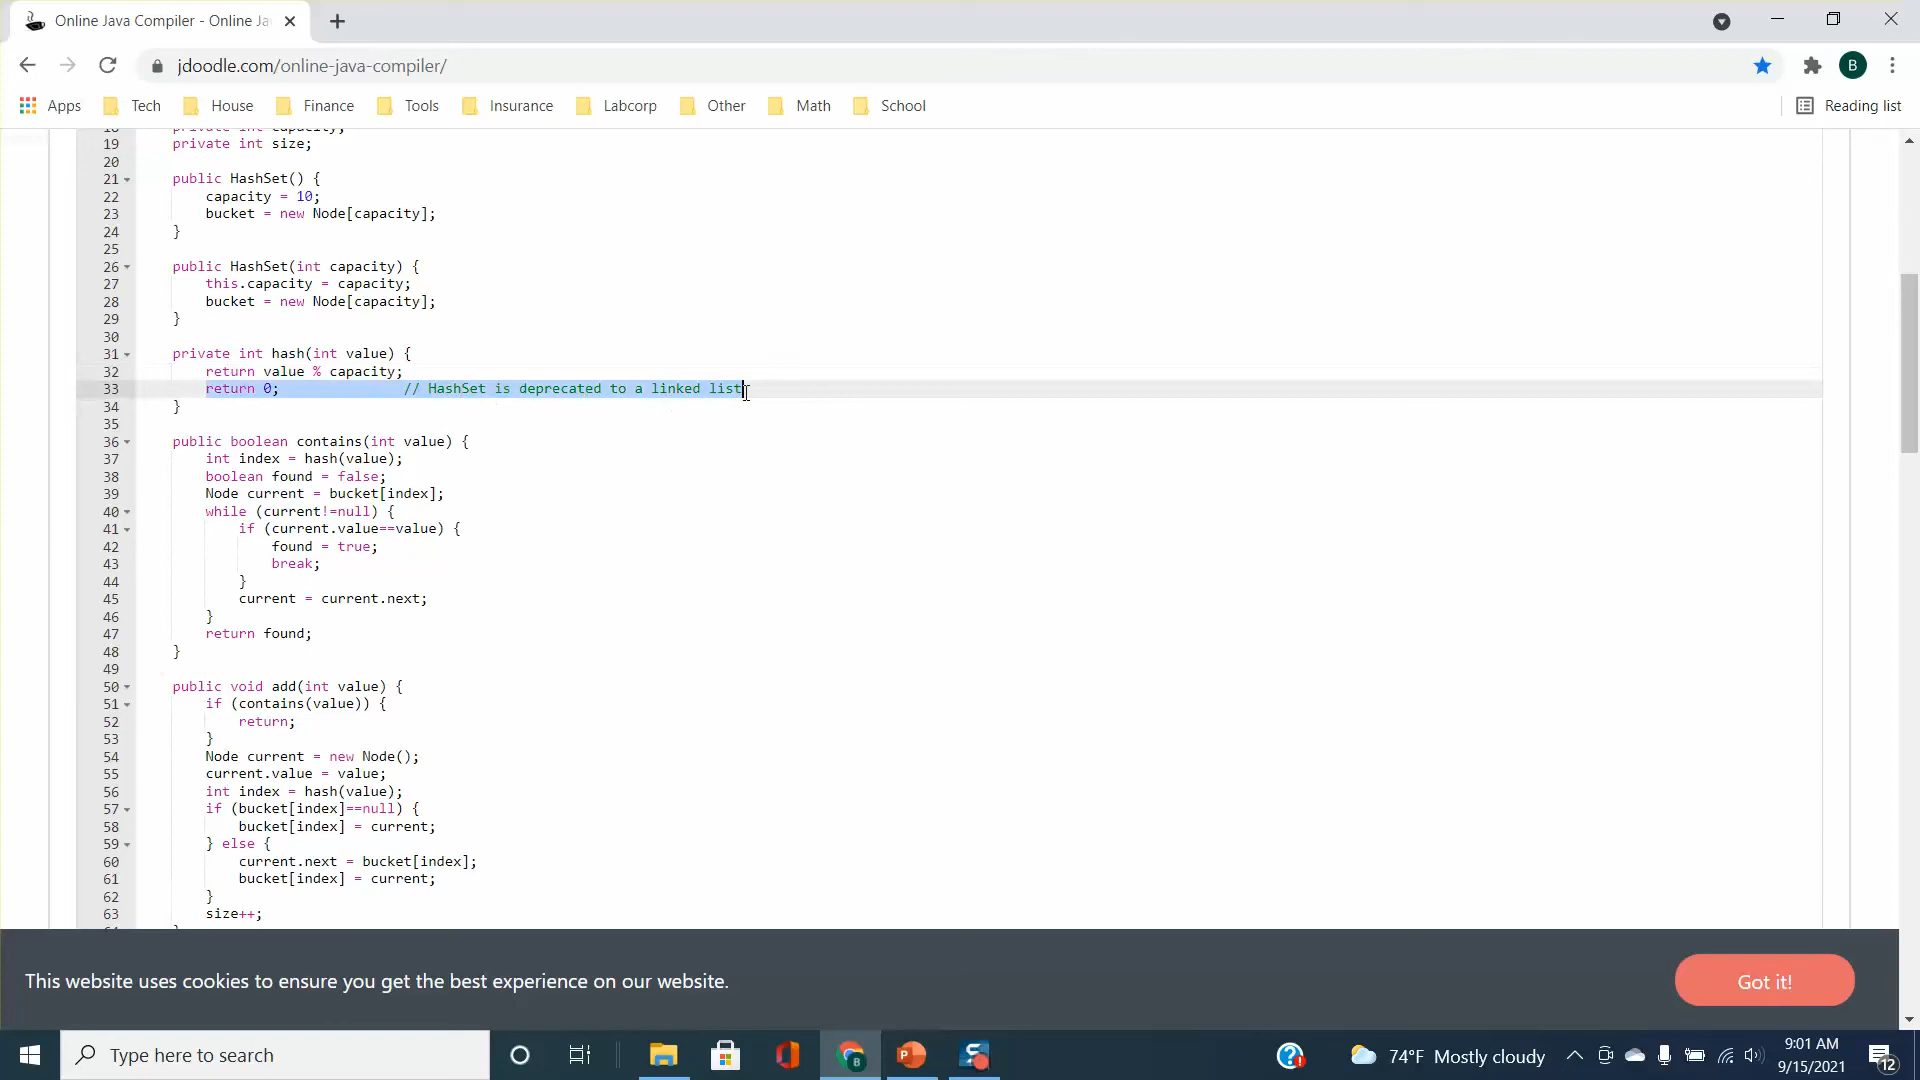 Online Java Compiler - Online Ja
jdoodle.com/online-java-compiler/
B
Apps Tech House Finance Tools Insurance Labcorp Other Math School Reading list
18 private int capacity;
19 private int size;
20
21 public HashSet() {
22 capacity = 10;
23 bucket = new Node[capacity];
24 }
25
26 public HashSet(int capacity) {
27 this.capacity = capacity;
28 bucket = new Node[capacity];
29 }
30
31 private int hash(int value) {
32 return value % capacity;
33 return 0; // HashSet is deprecated to a linked list
34 }
35
36 public boolean contains(int value) {
37 int index = hash(value);
38 boolean found = false;
39 Node current = bucket[index];
40 while (current!=null) {
41 if (current.value==value) {
42 found = true;
43 break;
44 }
45 current = current.next;
46 }
47 return found;
48 }
49
50 public void add(int value) {
51 if (contains(value)) {
52 return;
53 }
54 Node current = new Node();
55 current.value = value;
56 int index = hash(value);
57 if (bucket[index]==null) {
58 bucket[index] = current;
59 } else {
60 current.next = bucket[index];
61 bucket[index] = current;
62 }
63 size++;
This website uses cookies to ensure you get the best experience on our website.
Got it!
Type here to search
74°F Mostly cloudy
9:01 AM
9/15/2021
12